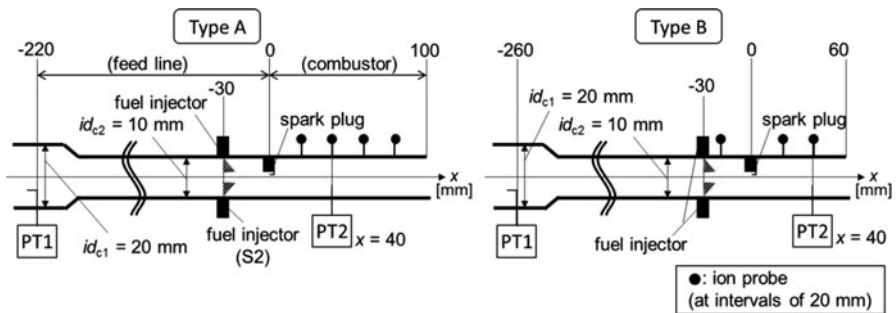 Type A
-220
0
100
(feed line)
(combustor)
-30
fuel injector
spark plug
id_c2 = 10 mm
x
[mm]
PT1
id_c1 = 20 mm
fuel injector
(S2)
PT2
x = 40
Type B
-260
0
60
-30
id_c1 = 20 mm
id_c2 = 10 mm
spark plug
x
[mm]
PT1
fuel injector
PT2
x = 40
●: ion probe
(at intervals of 20 mm)